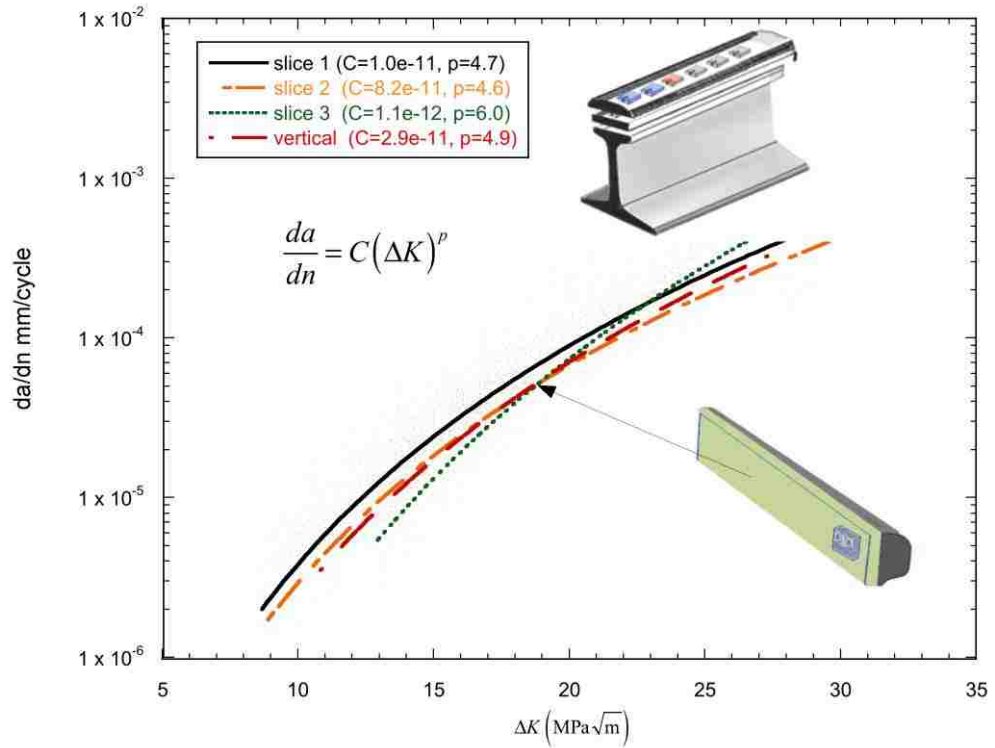 1 x 10^-2
1 x 10^-3
1 x 10^-4
1 x 10^-5
1 x 10^-6
da/dn mm/cycle
slice 1 (C=1.0e-11, p=4.7)
slice 2 (C=8.2e-11, p=4.6)
slice 3 (C=1.1e-12, p=6.0)
vertical (C=2.9e-11, p=4.9)
da/dn = C(ΔK)^p
5 10 15 20 25 30 35
ΔK (MPa√m)